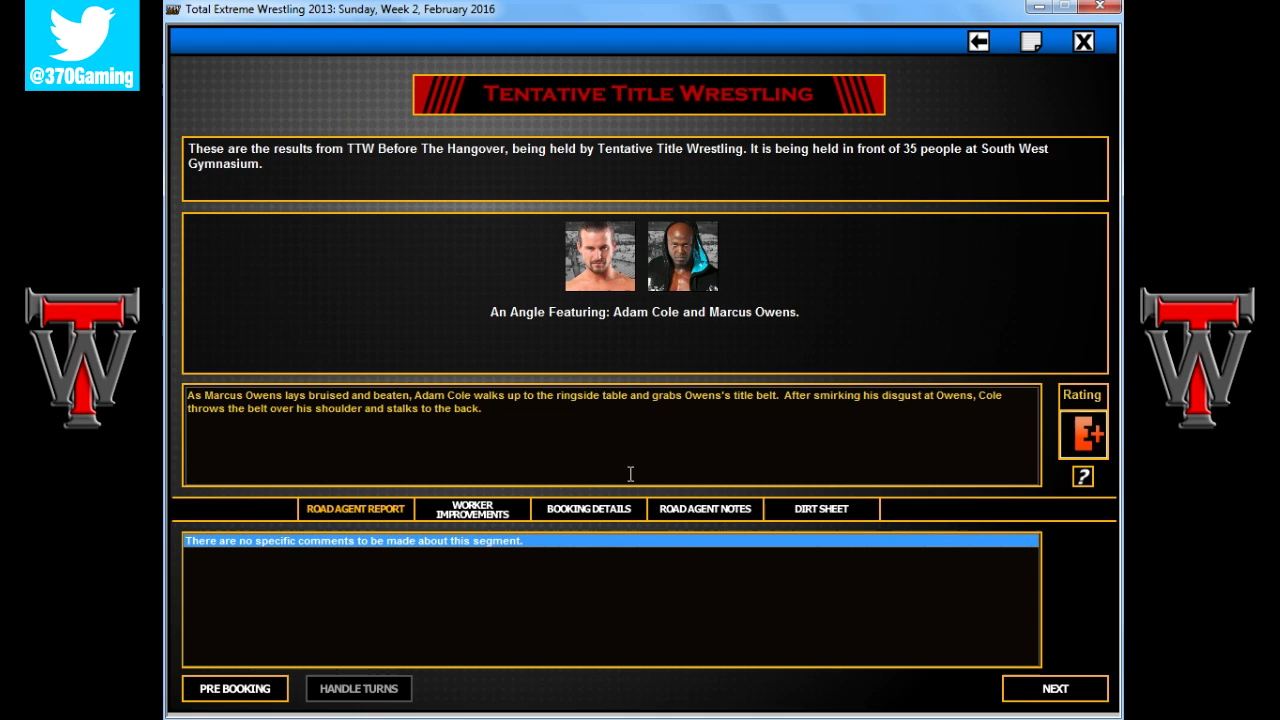 Total Extreme Wrestling 2013: Sunday, Week 2, February 2016
@370Gaming
TENTATIVE TITLE WRESTLING
These are the results from TTW Before The Hangover, being held by Tentative Title Wrestling. It is being held in front of 35 people at South West
Gymnasium.
An Angle Featuring: Adam Cole and Marcus Owens.
As Marcus Owens lays bruised and beaten, Adam Cole walks up to the ringside table and grabs Owens's title belt.  After smirking his disgust at Owens, Cole
throws the belt over his shoulder and stalks to the back.
Rating
E+
?
ROAD AGENT REPORT
WORKER
IMPROVEMENTS
BOOKING DETAILS
ROAD AGENT NOTES
DIRT SHEET
There are no specific comments to be made about this segment.
PRE BOOKING
HANDLE TURNS
NEXT
TTW
TTW